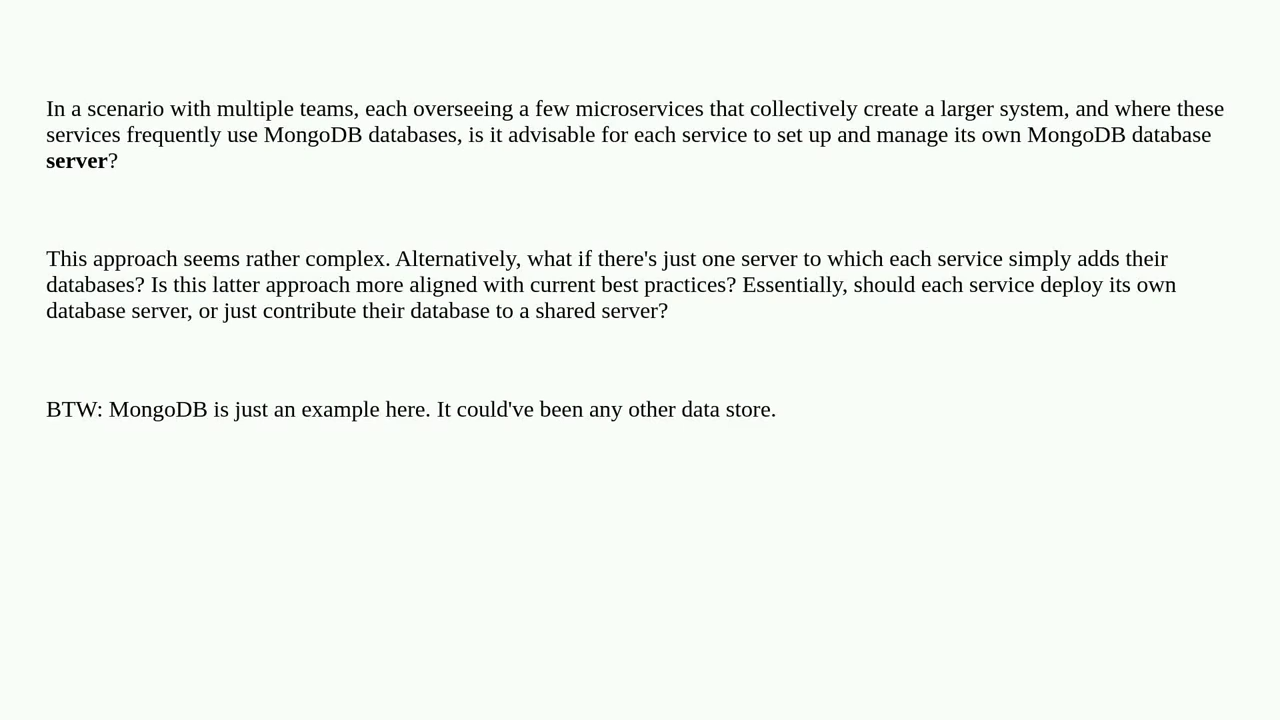 In a scenario with multiple teams, each overseeing a few microservices that collectively create a larger system, and where these
services frequently use MongoDB databases, is it advisable for each service to set up and manage its own MongoDB database
server?
This approach seems rather complex. Alternatively, what if there's just one server to which each service simply adds their
databases? Is this latter approach more aligned with current best practices? Essentially, should each service deploy its own
database server, or just contribute their database to a shared server?
BTW: MongoDB is just an example here. It could've been any other data store.